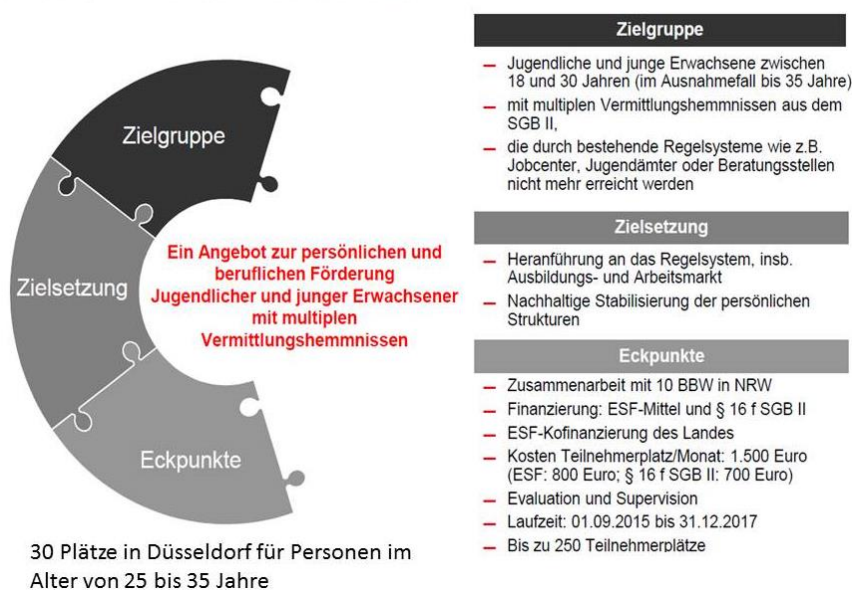 Zielgruppe
Zielsetzung
Eckpunkte
Ein Angebot zur persönlichen und
beruflichen Förderung
Jugendlicher und junger Erwachsener
mit multiplen
Vermittlungshemmnissen
30 Plätze in Düsseldorf für Personen im
Alter von 25 bis 35 Jahre
Zielgruppe
– Jugendliche und junge Erwachsene zwischen
18 und 30 Jahren (im Ausnahmefall bis 35 Jahre)
– mit multiplen Vermittlungshemmnissen aus dem
SGB II,
– die durch bestehende Regelsysteme wie z.B.
Jobcenter, Jugendämter oder Beratungsstellen
nicht mehr erreicht werden
Zielsetzung
– Heranführung an das Regelsystem, insb.
Ausbildungs- und Arbeitsmarkt
– Nachhaltige Stabilisierung der persönlichen
Strukturen
Eckpunkte
– Zusammenarbeit mit 10 BBW in NRW
– Finanzierung: ESF-Mittel und § 16 f SGB II
– ESF-Kofinanzierung des Landes
– Kosten Teilnehmerplatz/Monat: 1.500 Euro
(ESF: 800 Euro; § 16 f SGB II: 700 Euro)
– Evaluation und Supervision
– Laufzeit: 01.09.2015 bis 31.12.2017
– Bis zu 250 Teilnehmerplätze